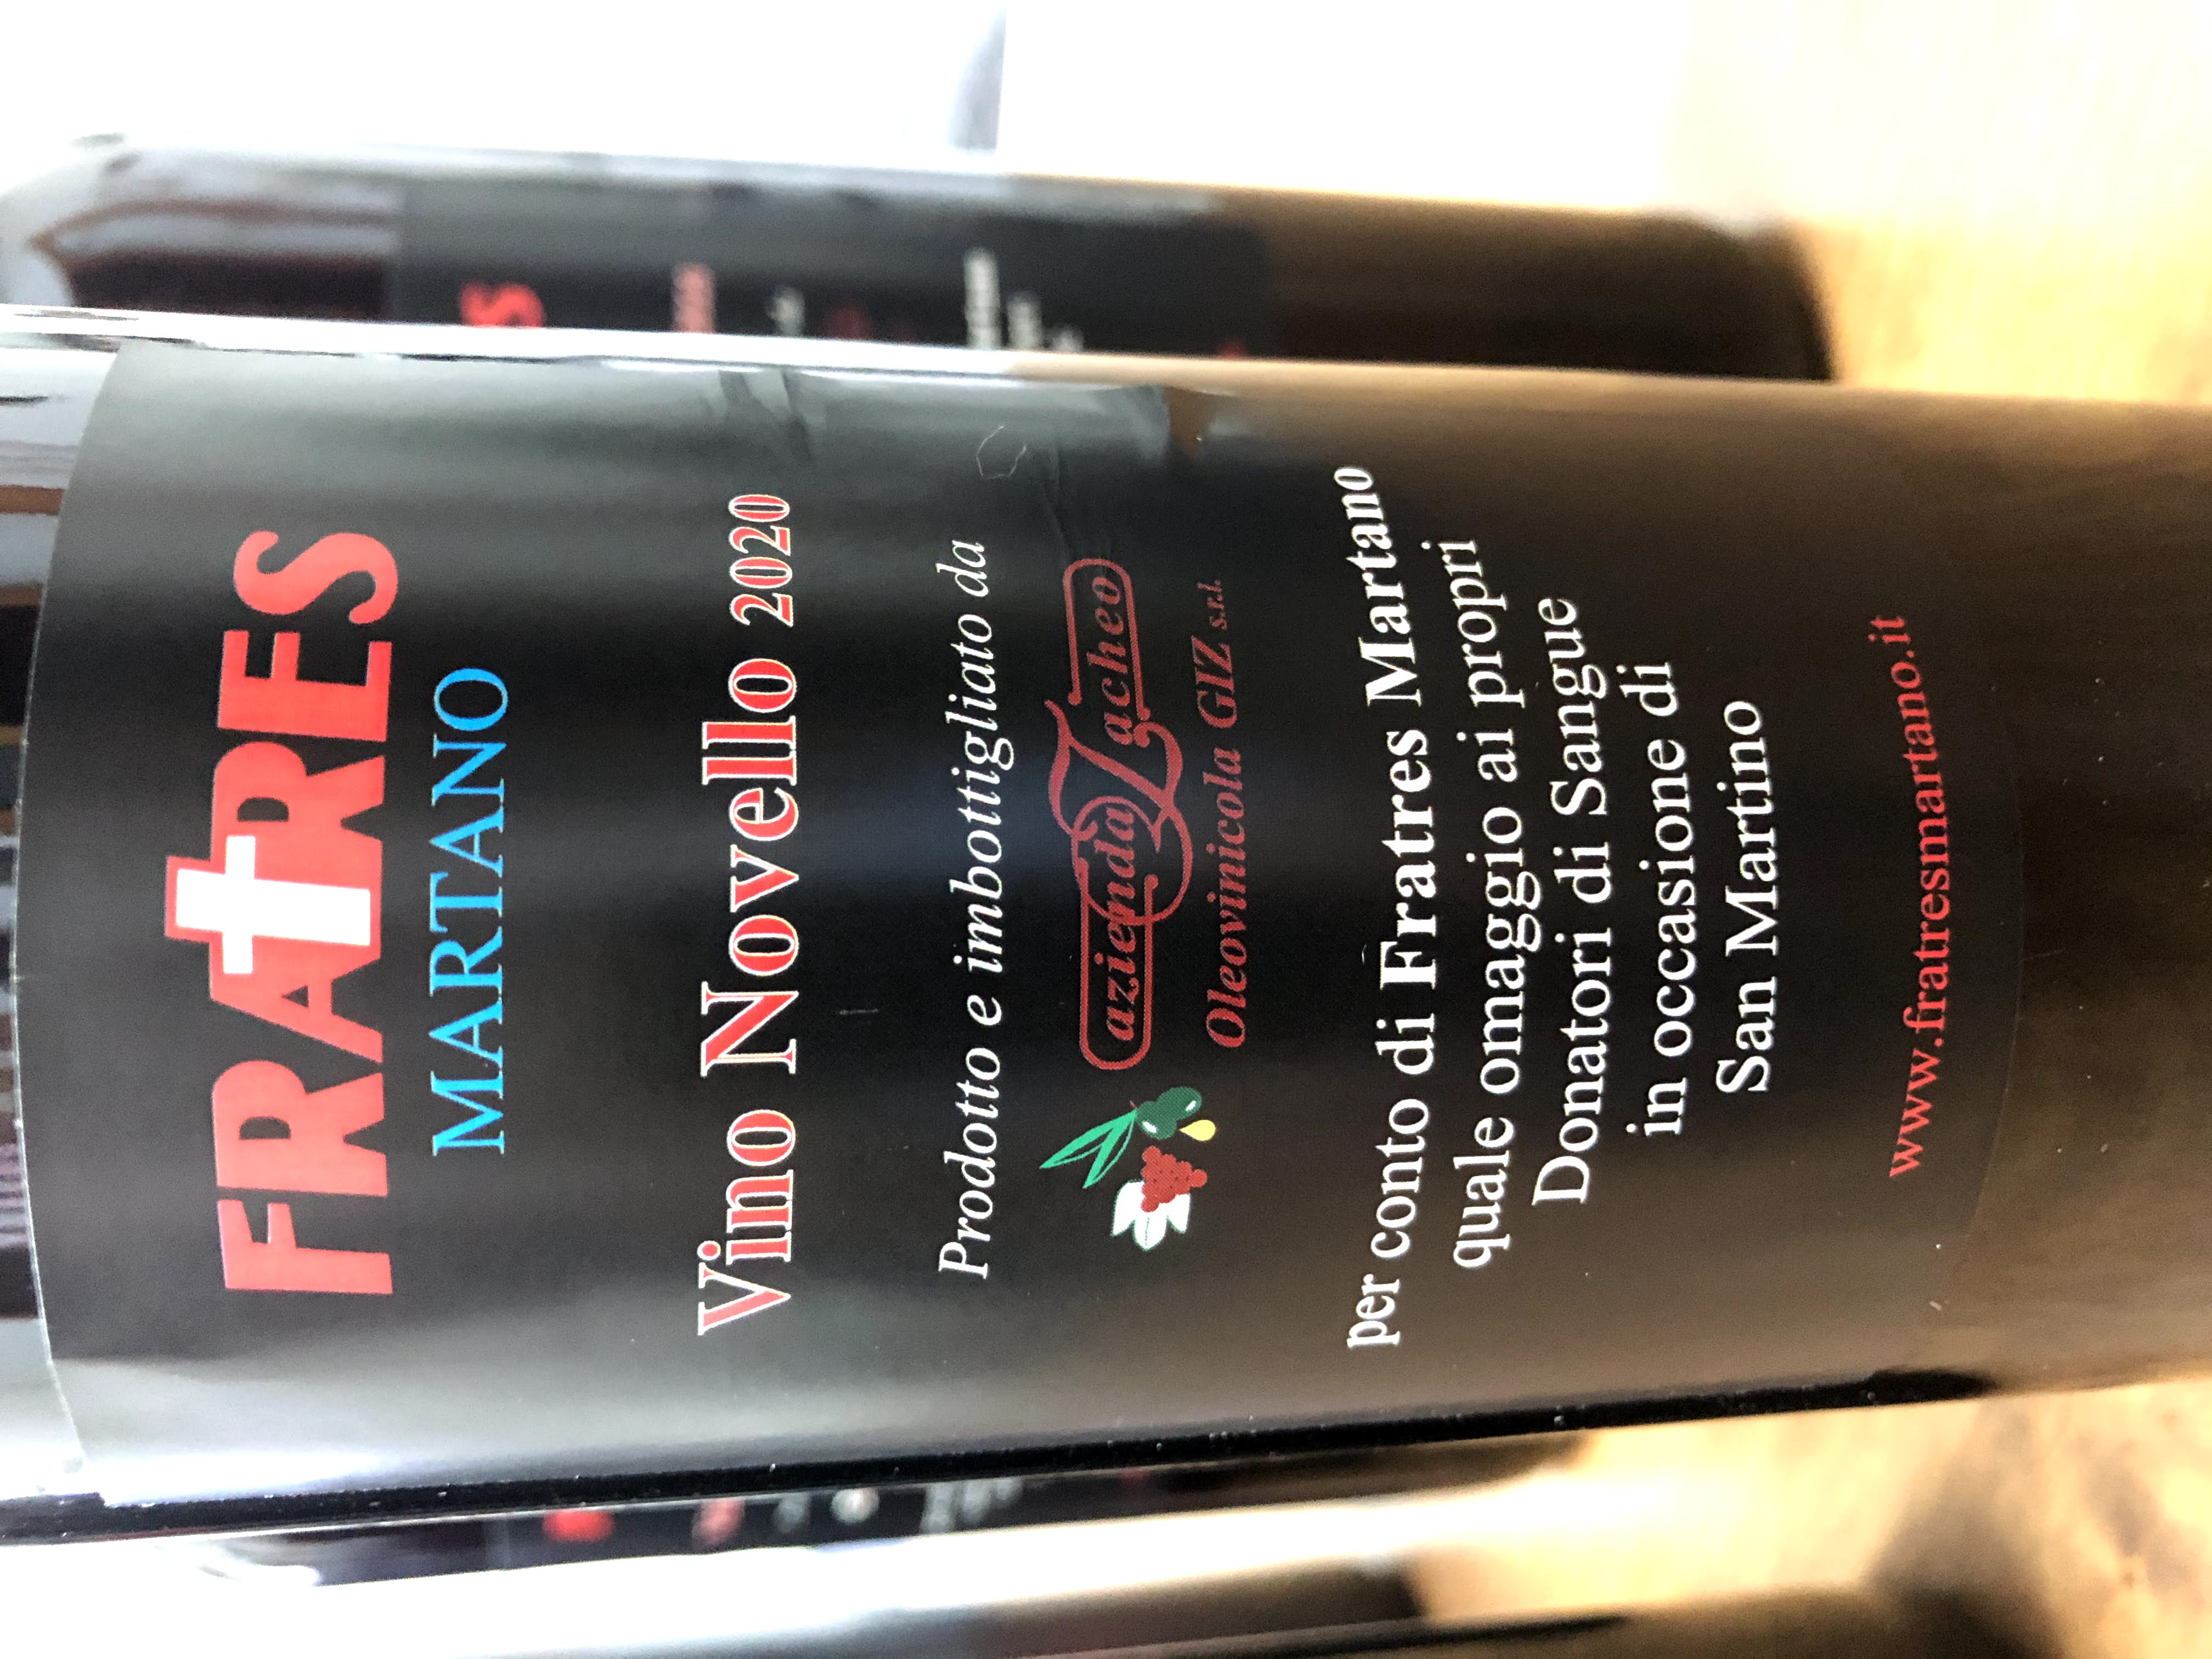 FRATRES
MARTANO
Vino Novello 2020
Prodotto e imbottigliato da
azienda Zacheo
Oleovinicola GIZ s.r.l.
per conto di Fratres Martano
quale omaggio ai propri
Donatori di Sangue
in occasione di
San Martino
www.fratresmartano.it